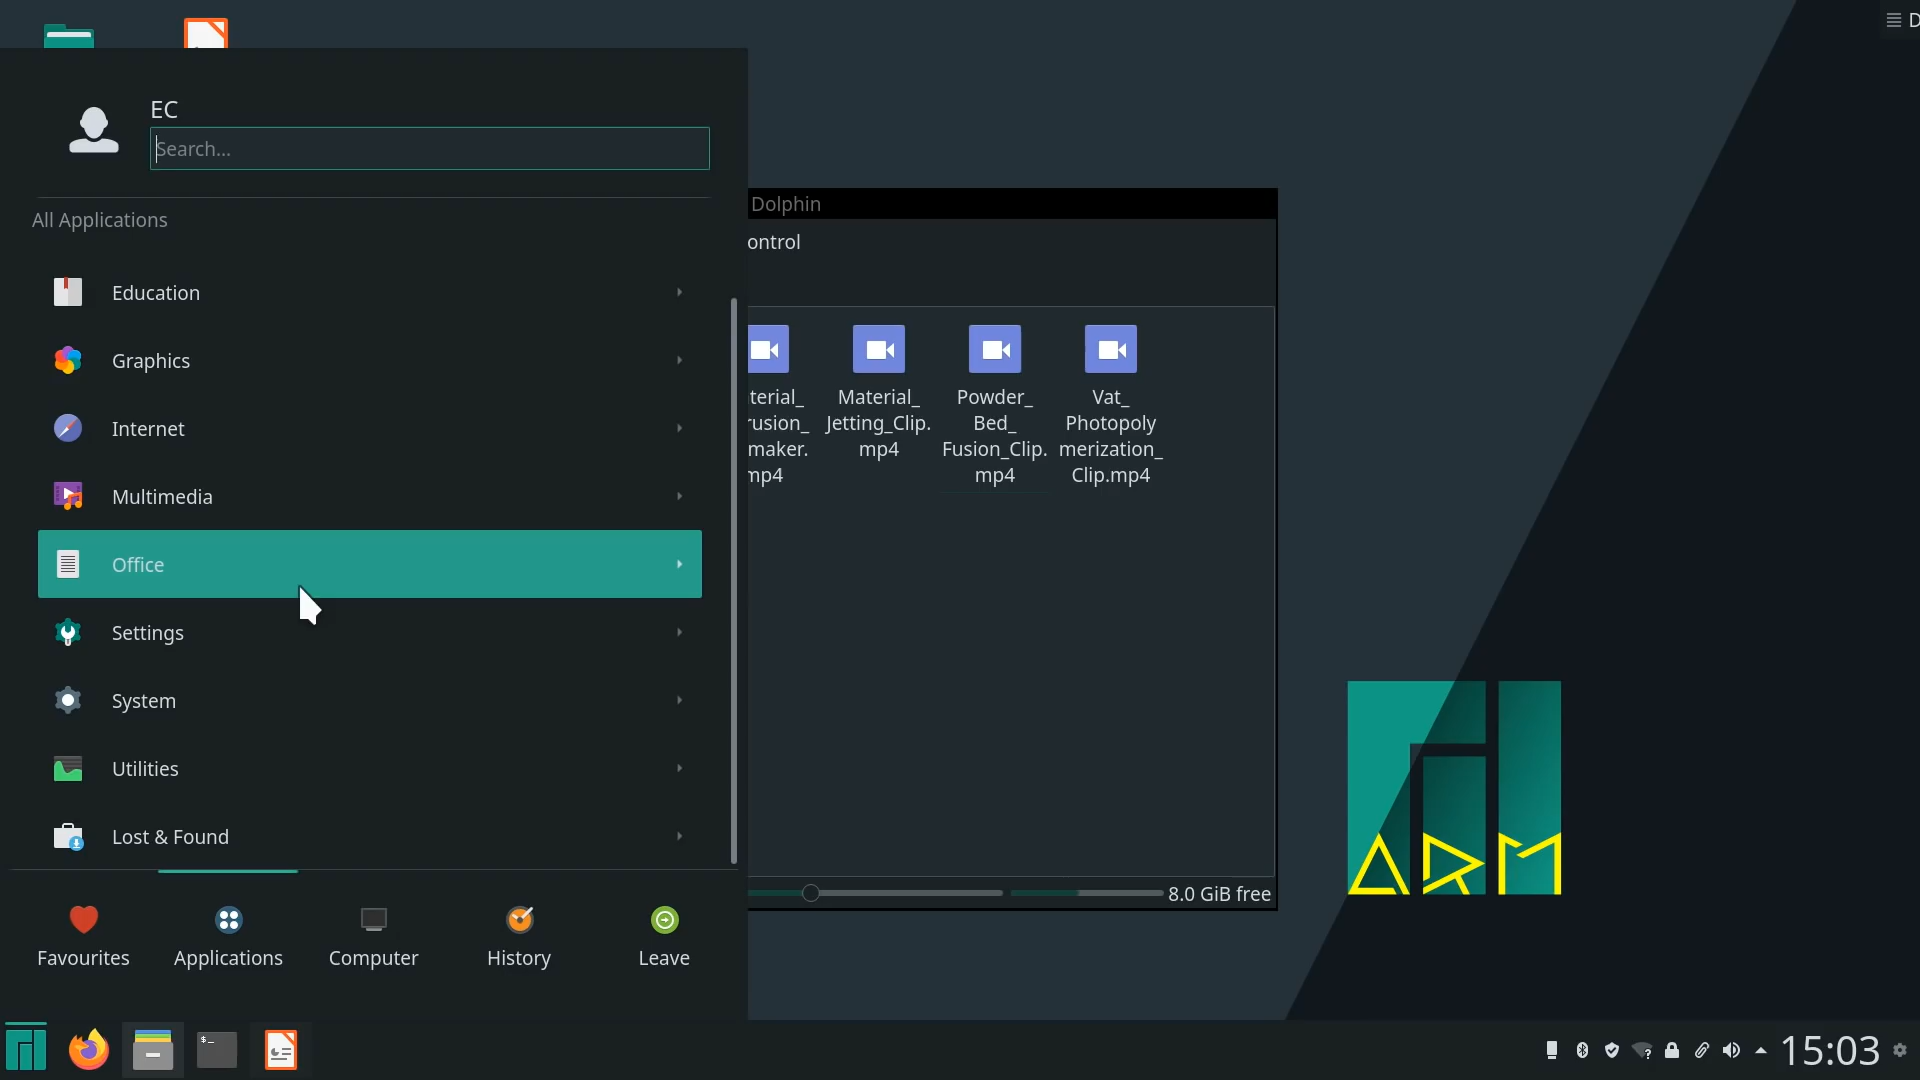 D
EC
Search...
All Applications
Education
Graphics
Internet
Multimedia
Office
Settings
System
Utilities
Lost & Found
Favourites
Applications
Computer
History
Leave
Dolphin
ontrol
terial_
rusion_
maker.
mp4
Material_
Jetting_Clip.
mp4
Powder_
Bed_
Fusion_Clip.
mp4
Vat_
Photopoly
merization_
Clip.mp4
8.0 GiB free
ARM
$_
15:03